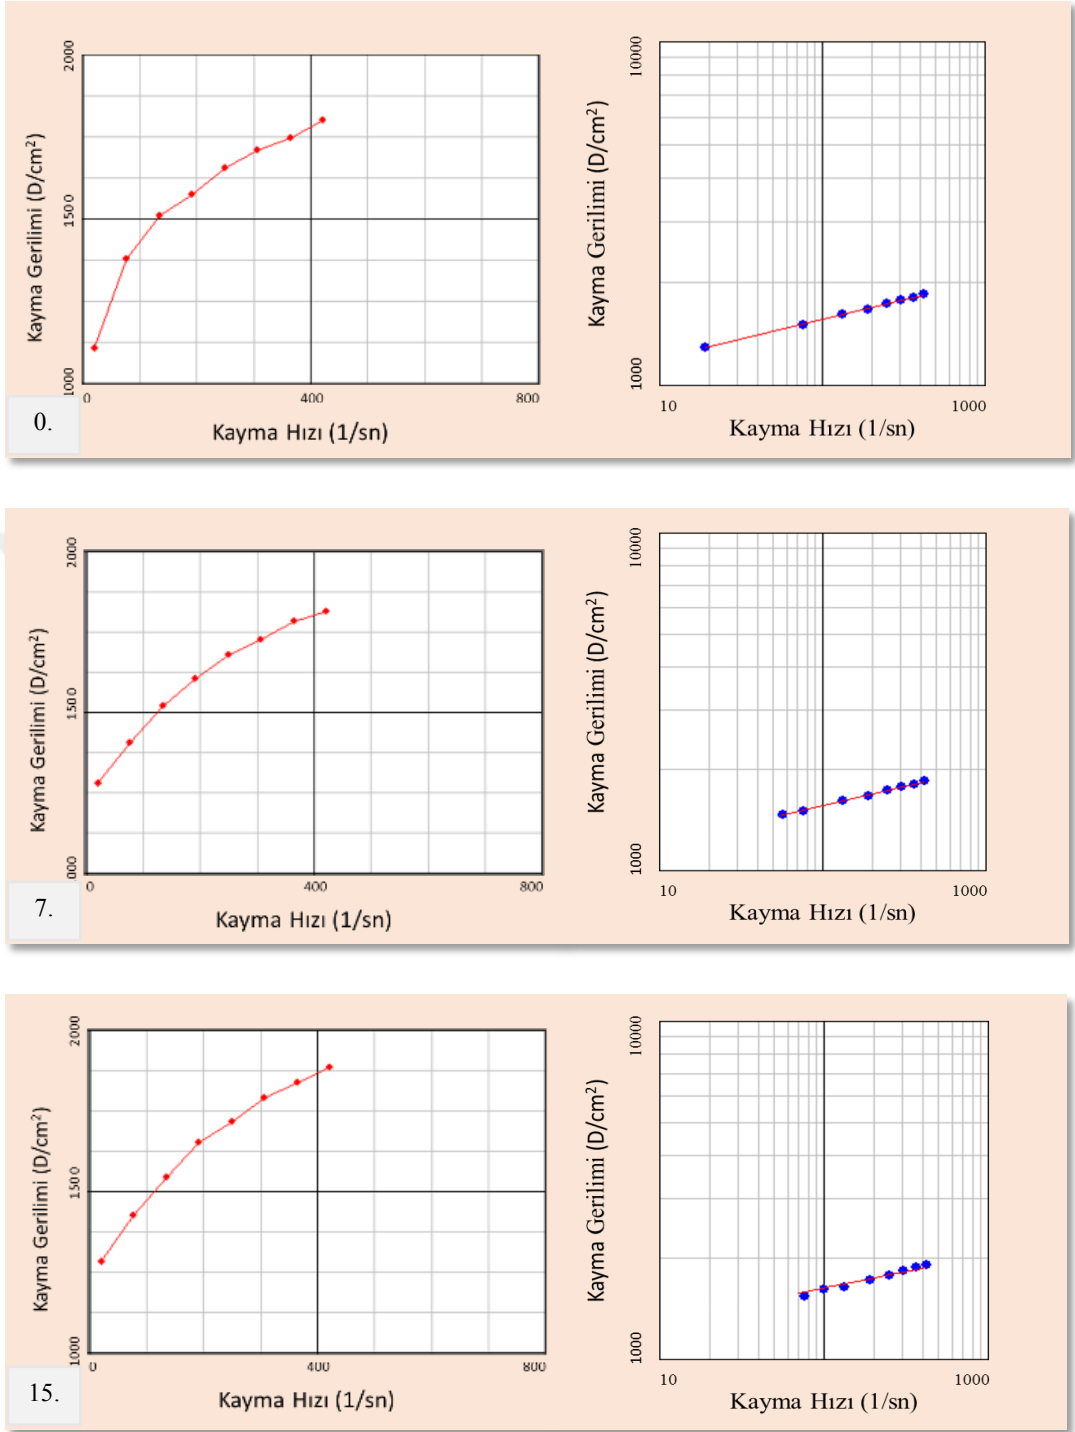 2000
1500
1000
Kayma Gerilimi (D/cm²)
0
400
800
Kayma Hızı (1/sn)
0.
10000
1000
Kayma Gerilimi (D/cm²)
10
1000
Kayma Hızı (1/sn)
2000
1500
000
Kayma Gerilimi (D/cm²)
0
400
800
Kayma Hızı (1/sn)
7.
10000
1000
Kayma Gerilimi (D/cm²)
10
1000
Kayma Hızı (1/sn)
2000
1500
1000
Kayma Gerilimi (D/cm²)
0
400
800
Kayma Hızı (1/sn)
15.
10000
1000
Kayma Gerilimi (D/cm²)
10
1000
Kayma Hızı (1/sn)